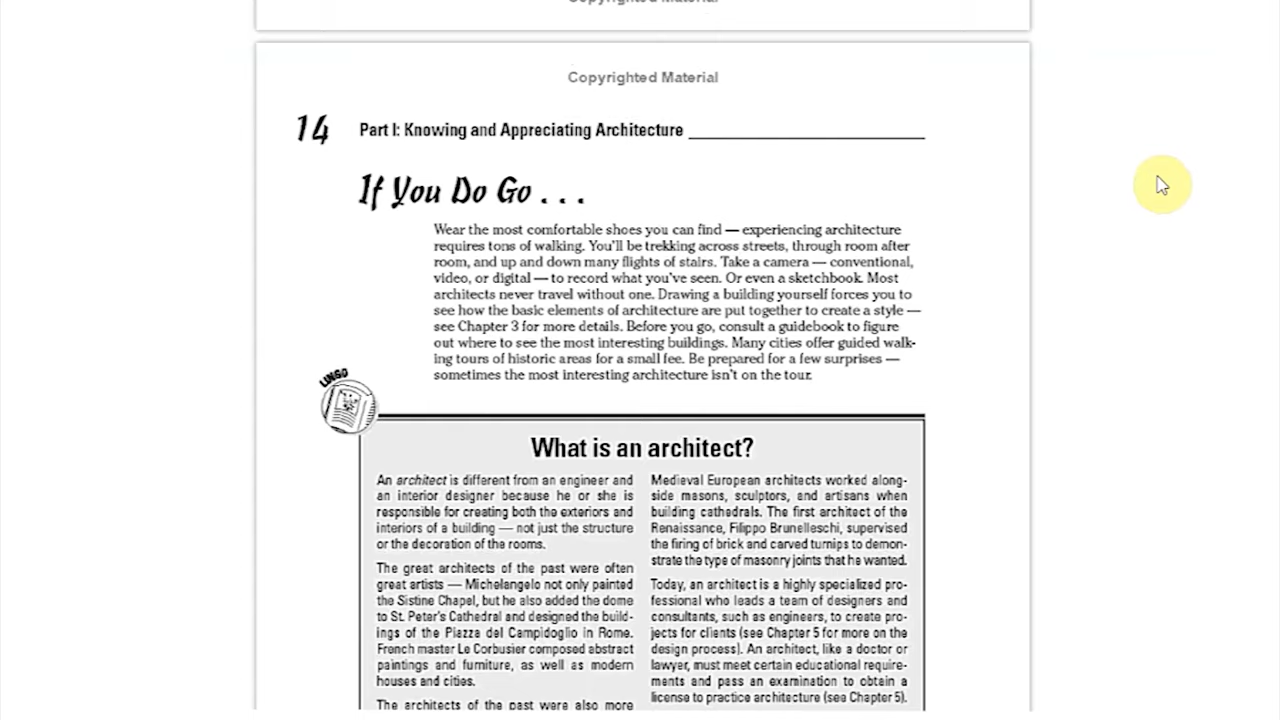 Copyrighted Material
Copyrighted Material
14 Part I: Knowing and Appreciating Architecture
If You Do Go . . .
Wear the most comfortable shoes you can find — experiencing architecture
requires tons of walking. You'll be trekking across streets, through room after
room, and up and down many flights of stairs. Take a camera — conventional,
video, or digital — to record what you've seen. Or even a sketchbook. Most
architects never travel without one. Drawing a building yourself forces you to
see how the basic elements of architecture are put together to create a style —
see Chapter 3 for more details. Before you go, consult a guidebook to figure
out where to see the most interesting buildings. Many cities offer guided walk-
ing tours of historic areas for a small fee. Be prepared for a few surprises —
sometimes the most interesting architecture isn't on the tour.
LINGO
What is an architect?
An architect is different from an engineer and
an interior designer because he or she is
responsible for creating both the exteriors and
interiors of a building — not just the structure
or the decoration of the rooms.
The great architects of the past were often
great artists — Michelangelo not only painted
the Sistine Chapel, but he also added the dome
to St. Peter's Cathedral and designed the build-
ings of the Piazza del Campidoglio in Rome.
French master Le Corbusier composed abstract
paintings and furniture, as well as modern
houses and cities.
The architects of the past were also more
Medieval European architects worked along-
side masons, sculptors, and artisans when
building cathedrals. The first architect of the
Renaissance, Filippo Brunelleschi, supervised
the firing of brick and carved turnips to demon-
strate the type of masonry joints that he wanted.
Today, an architect is a highly specialized pro-
fessional who leads a team of designers and
consultants, such as engineers, to create pro-
jects for clients (see Chapter 5 for more on the
design process). An architect, like a doctor or
lawyer, must meet certain educational require-
ments and pass an examination to obtain a
license to practice architecture (see Chapter 5).